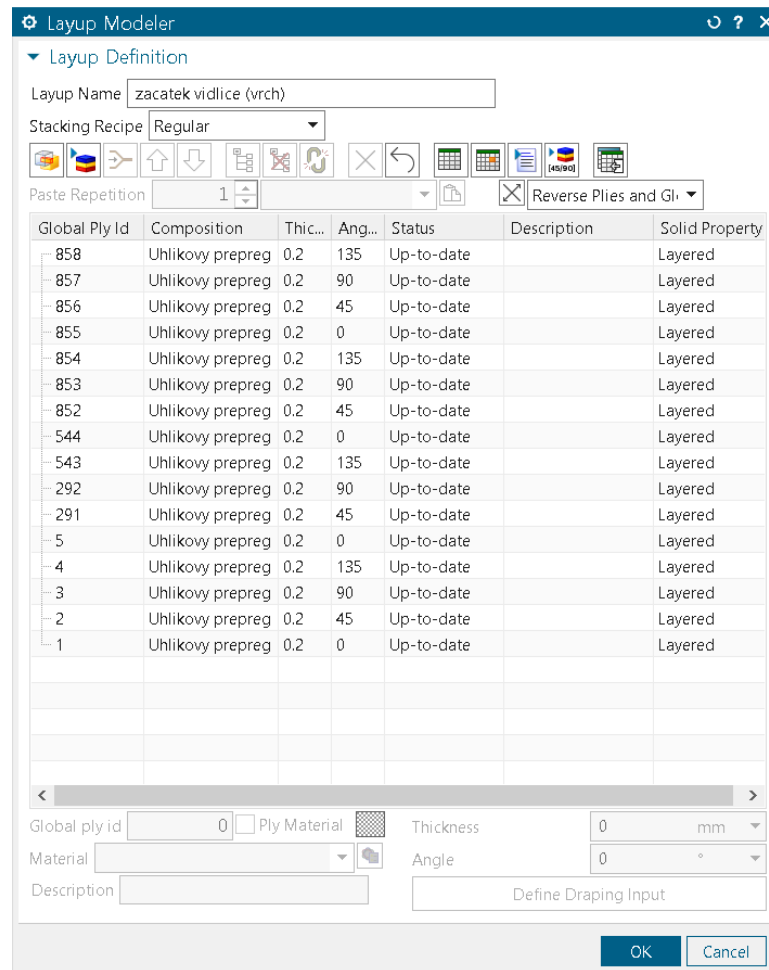 Layup Modeler
Layup Definition
Layup Name zacatek vidlice (vrch)
Stacking Recipe Regular
[45/90]
Paste Repetition 1 Reverse Plies and Gl
Global Ply Id Composition Thic... Ang... Status Description Solid Property
858 Uhlikovy prepreg 0.2 135 Up-to-date Layered
857 Uhlikovy prepreg 0.2 90 Up-to-date Layered
856 Uhlikovy prepreg 0.2 45 Up-to-date Layered
855 Uhlikovy prepreg 0.2 0 Up-to-date Layered
854 Uhlikovy prepreg 0.2 135 Up-to-date Layered
853 Uhlikovy prepreg 0.2 90 Up-to-date Layered
852 Uhlikovy prepreg 0.2 45 Up-to-date Layered
544 Uhlikovy prepreg 0.2 0 Up-to-date Layered
543 Uhlikovy prepreg 0.2 135 Up-to-date Layered
292 Uhlikovy prepreg 0.2 90 Up-to-date Layered
291 Uhlikovy prepreg 0.2 45 Up-to-date Layered
5 Uhlikovy prepreg 0.2 0 Up-to-date Layered
4 Uhlikovy prepreg 0.2 135 Up-to-date Layered
3 Uhlikovy prepreg 0.2 90 Up-to-date Layered
2 Uhlikovy prepreg 0.2 45 Up-to-date Layered
1 Uhlikovy prepreg 0.2 0 Up-to-date Layered
Global ply id 0 Ply Material Thickness 0 mm
Material Angle 0 °
Description Define Draping Input
OK Cancel